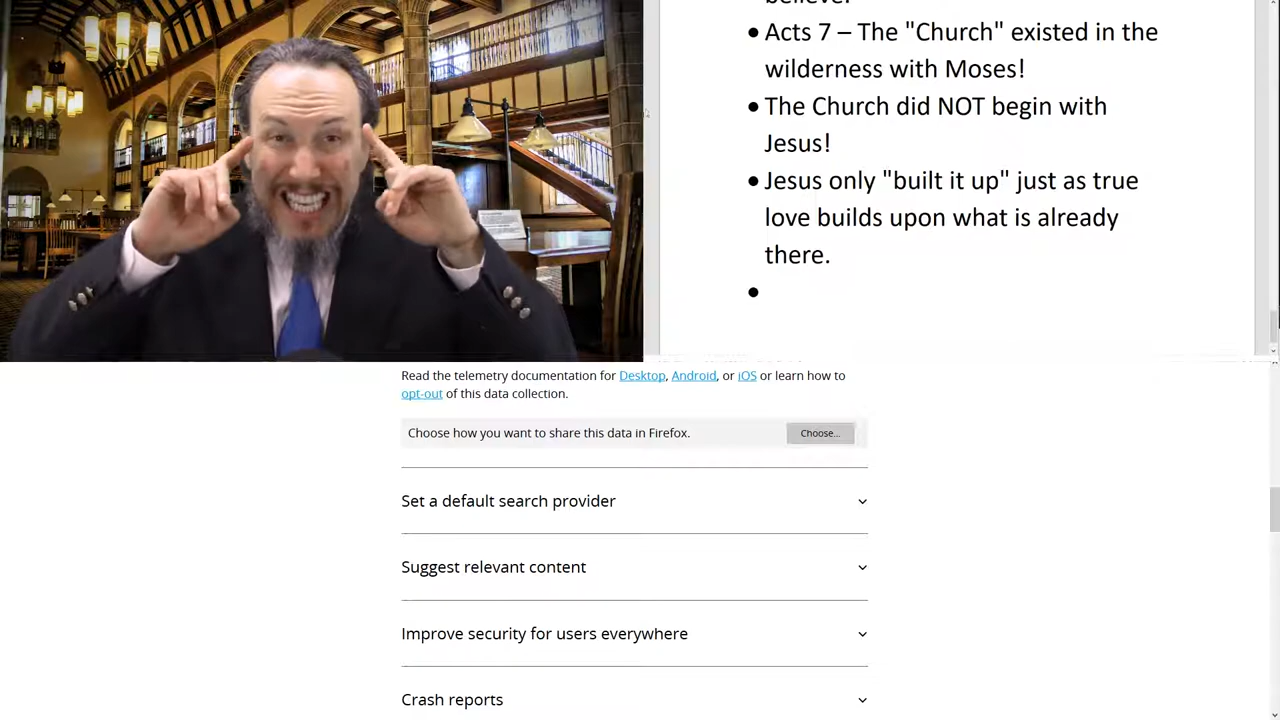 believe!
• Acts 7 – The "Church" existed in the
wilderness with Moses!
• The Church did NOT begin with
Jesus!
• Jesus only "built it up" just as true
love builds upon what is already
there.
•
Read the telemetry documentation for Desktop, Android, or iOS or learn how to
opt-out of this data collection.
Choose how you want to share this data in Firefox.
Choose...
Set a default search provider
Suggest relevant content
Improve security for users everywhere
Crash reports